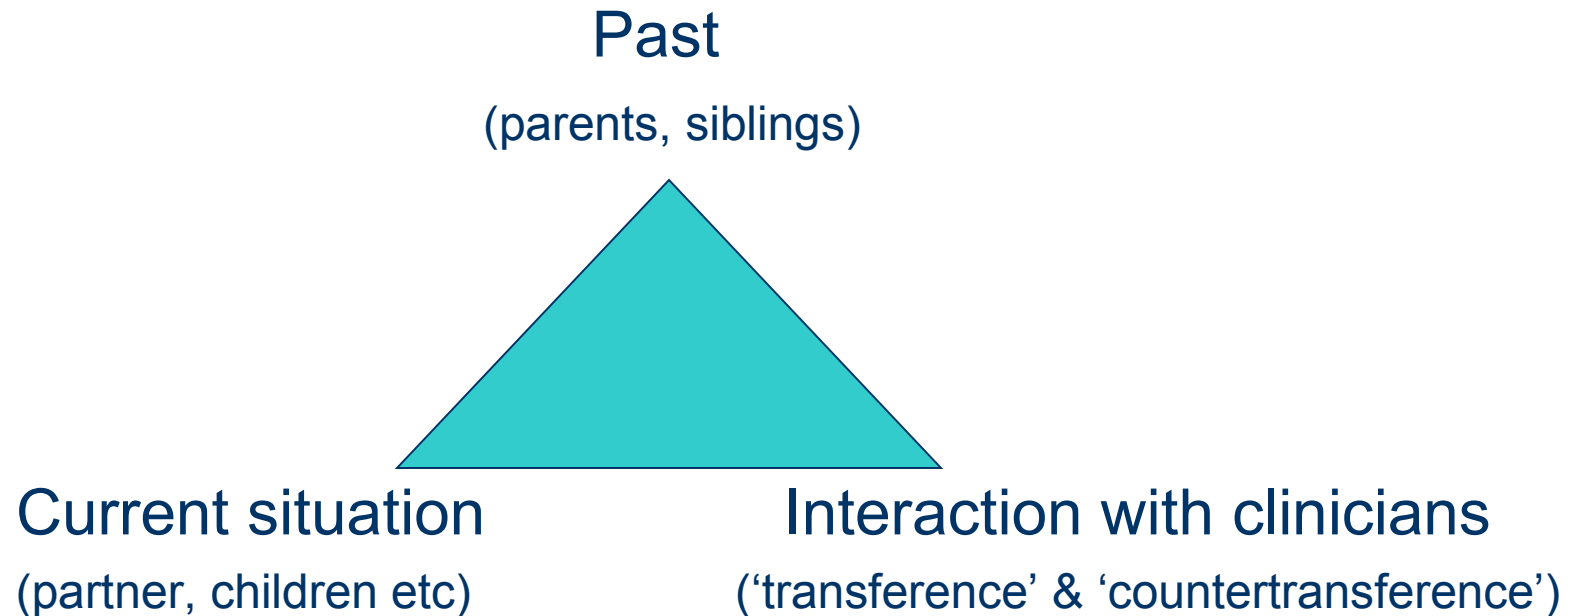 Past
(parents, siblings)
Current situation
Interaction with clinicians
(partner, children etc)
(‘transference’ & ‘countertransference’)